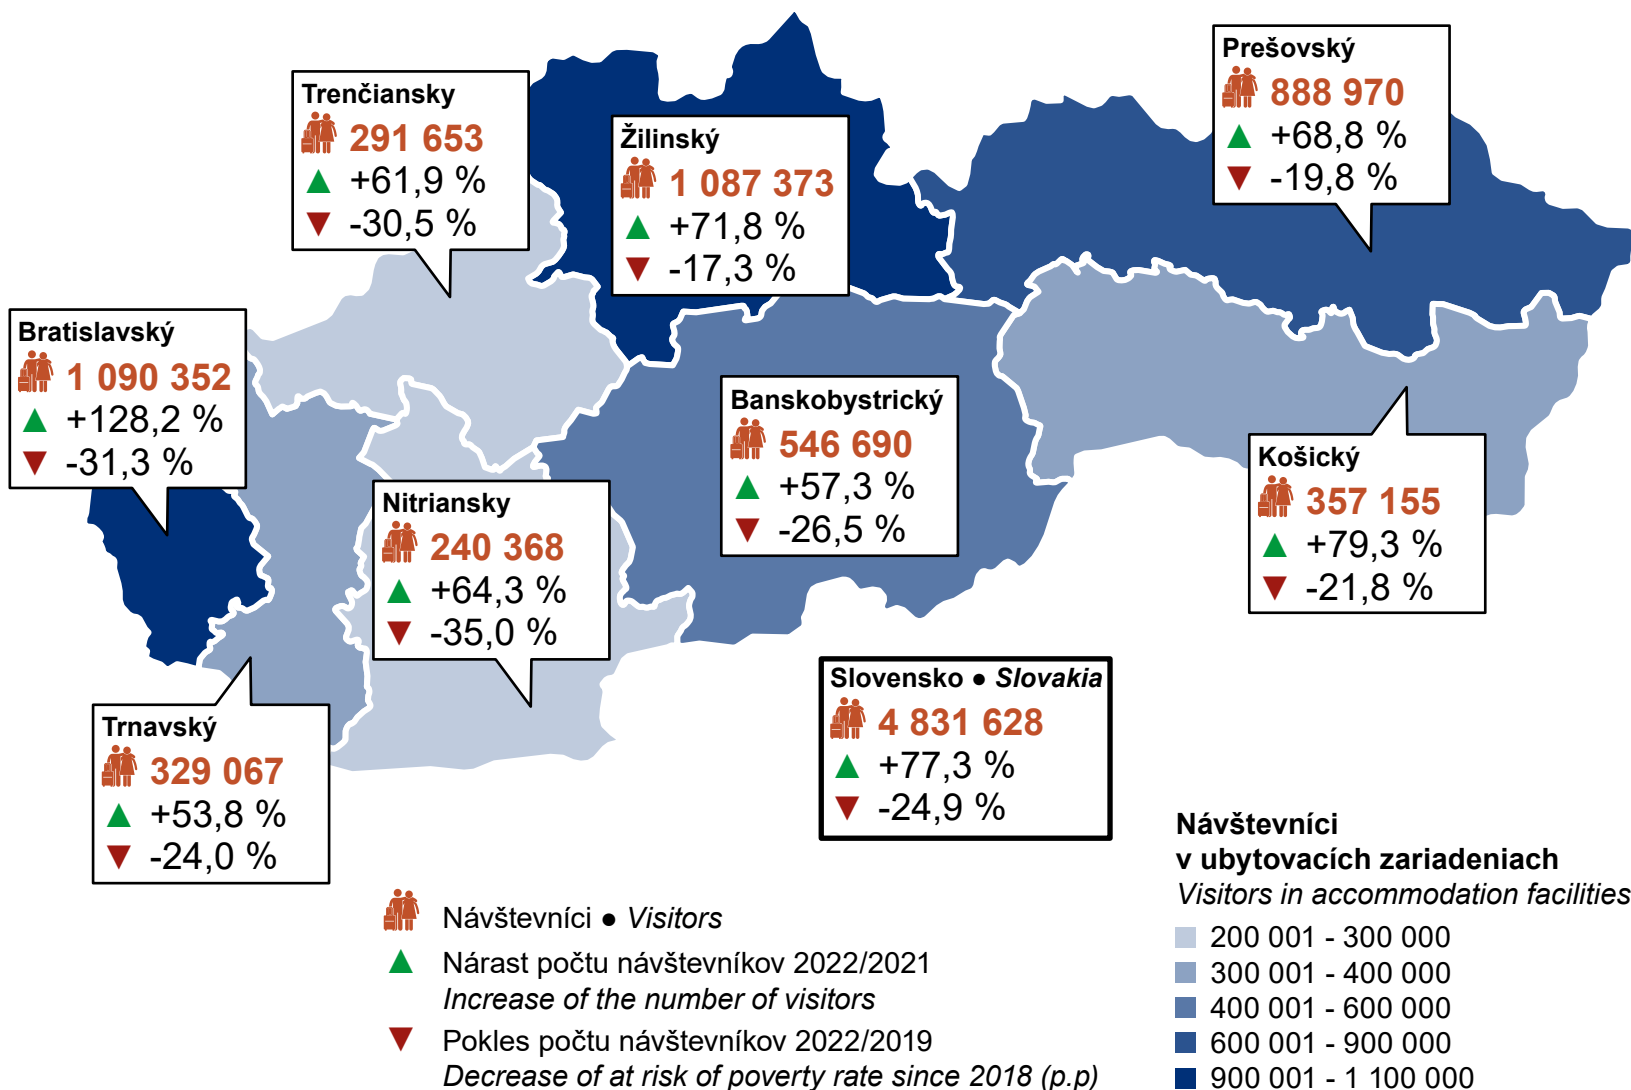 Prešovský
888 970
+68,8 %
-19,8 %
Trenčiansky
291 653
+61,9 %
-30,5 %
Žilinský
1 087 373
+71,8 %
-17,3 %
Bratislavský
1 090 352
+128,2 %
-31,3 %
Banskobystrický
546 690
+57,3 %
-26,5 %
Košický
357 155
+79,3 %
-21,8 %
Nitriansky
240 368
+64,3 %
-35,0 %
Trnavský
329 067
+53,8 %
-24,0 %
Slovensko ● Slovakia
4 831 628
+77,3 %
-24,9 %
Návštevníci ● Visitors
Nárast počtu návštevníkov 2022/2021
Increase of the number of visitors
Pokles počtu návštevníkov 2022/2019
Decrease of at risk of poverty rate since 2018 (p.p)
Návštevníci
v ubytovacích zariadeniach
Visitors in accommodation facilities
200 001 - 300 000
300 001 - 400 000
400 001 - 600 000
600 001 - 900 000
900 001 - 1 100 000